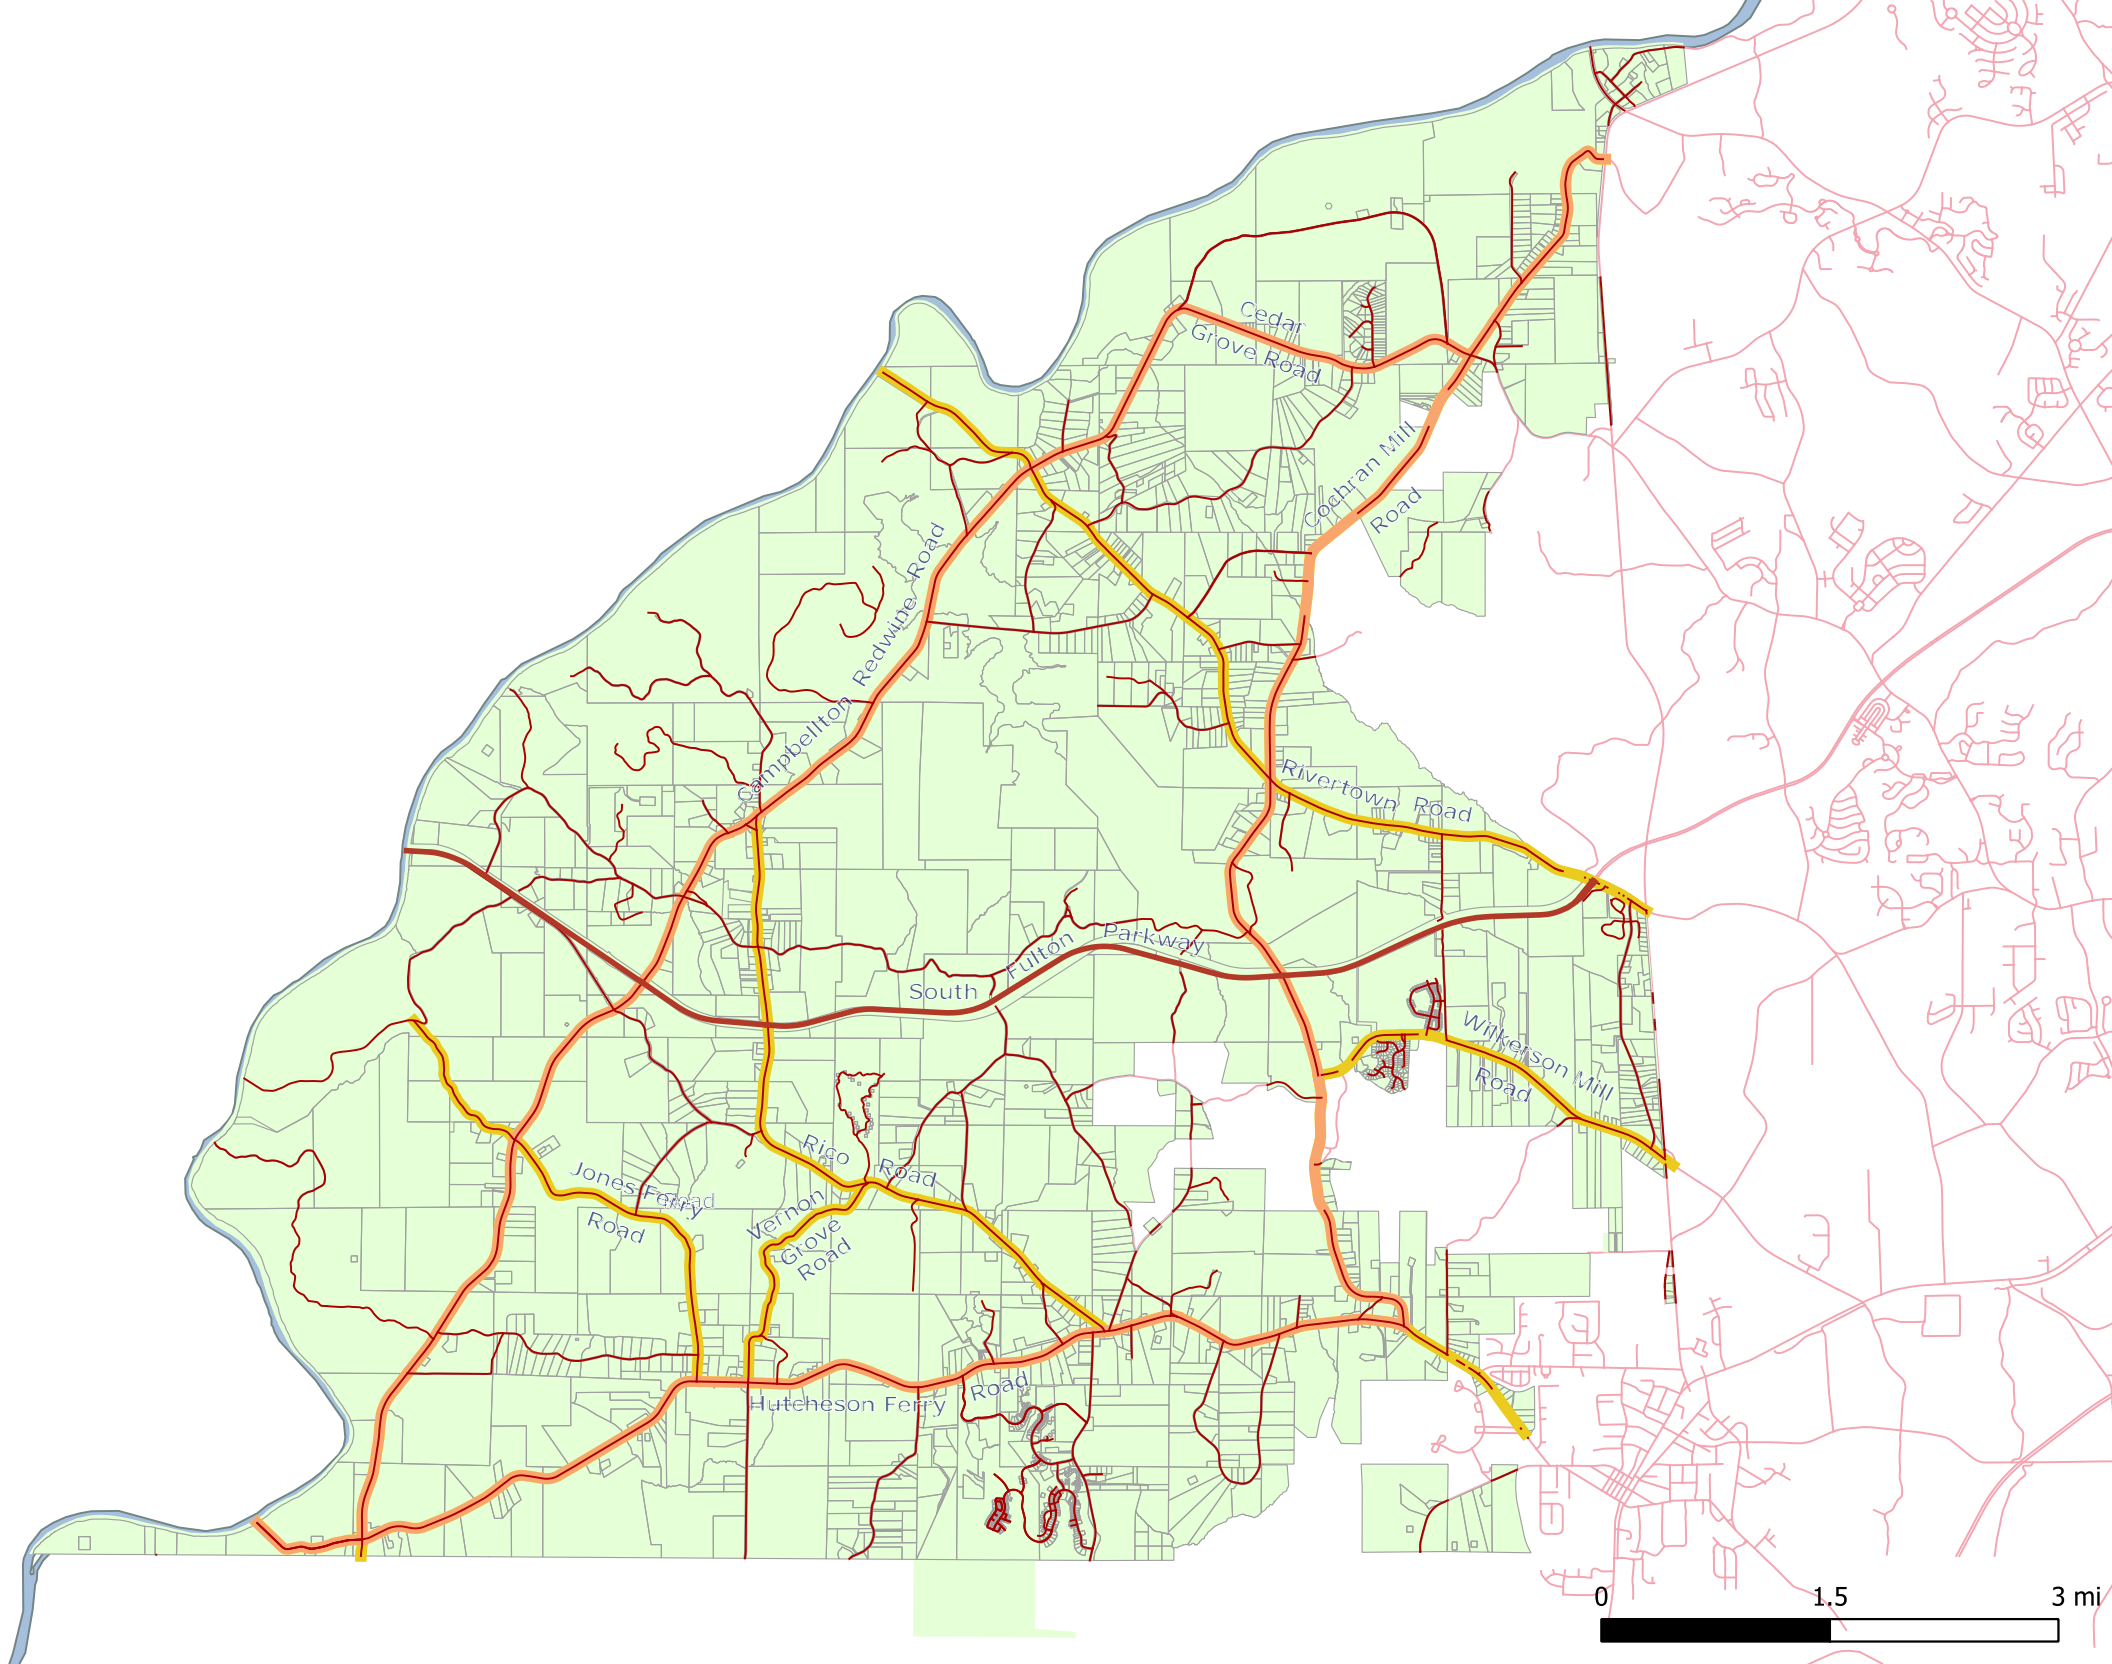 Cedar
Grove Road
Cochran Mill
Road
Campbellton Redwine Road
Rivertown Road
South Fulton Parkway
Wilkerson Mill
Road
Rico Road
Jones Ferry
Road
Road
Vernon
Grove
Road
Hutcheson Ferry Road
0 1.5 3 mi